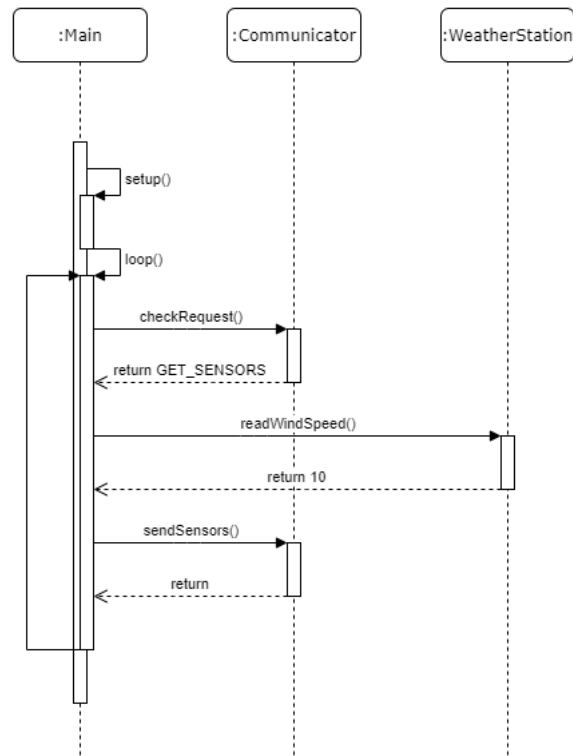 :Main
:Communicator
:WeatherStation
setup()
loop()
checkRequest()
return GET_SENSORS
readWindSpeed()
return 10
sendSensors()
return